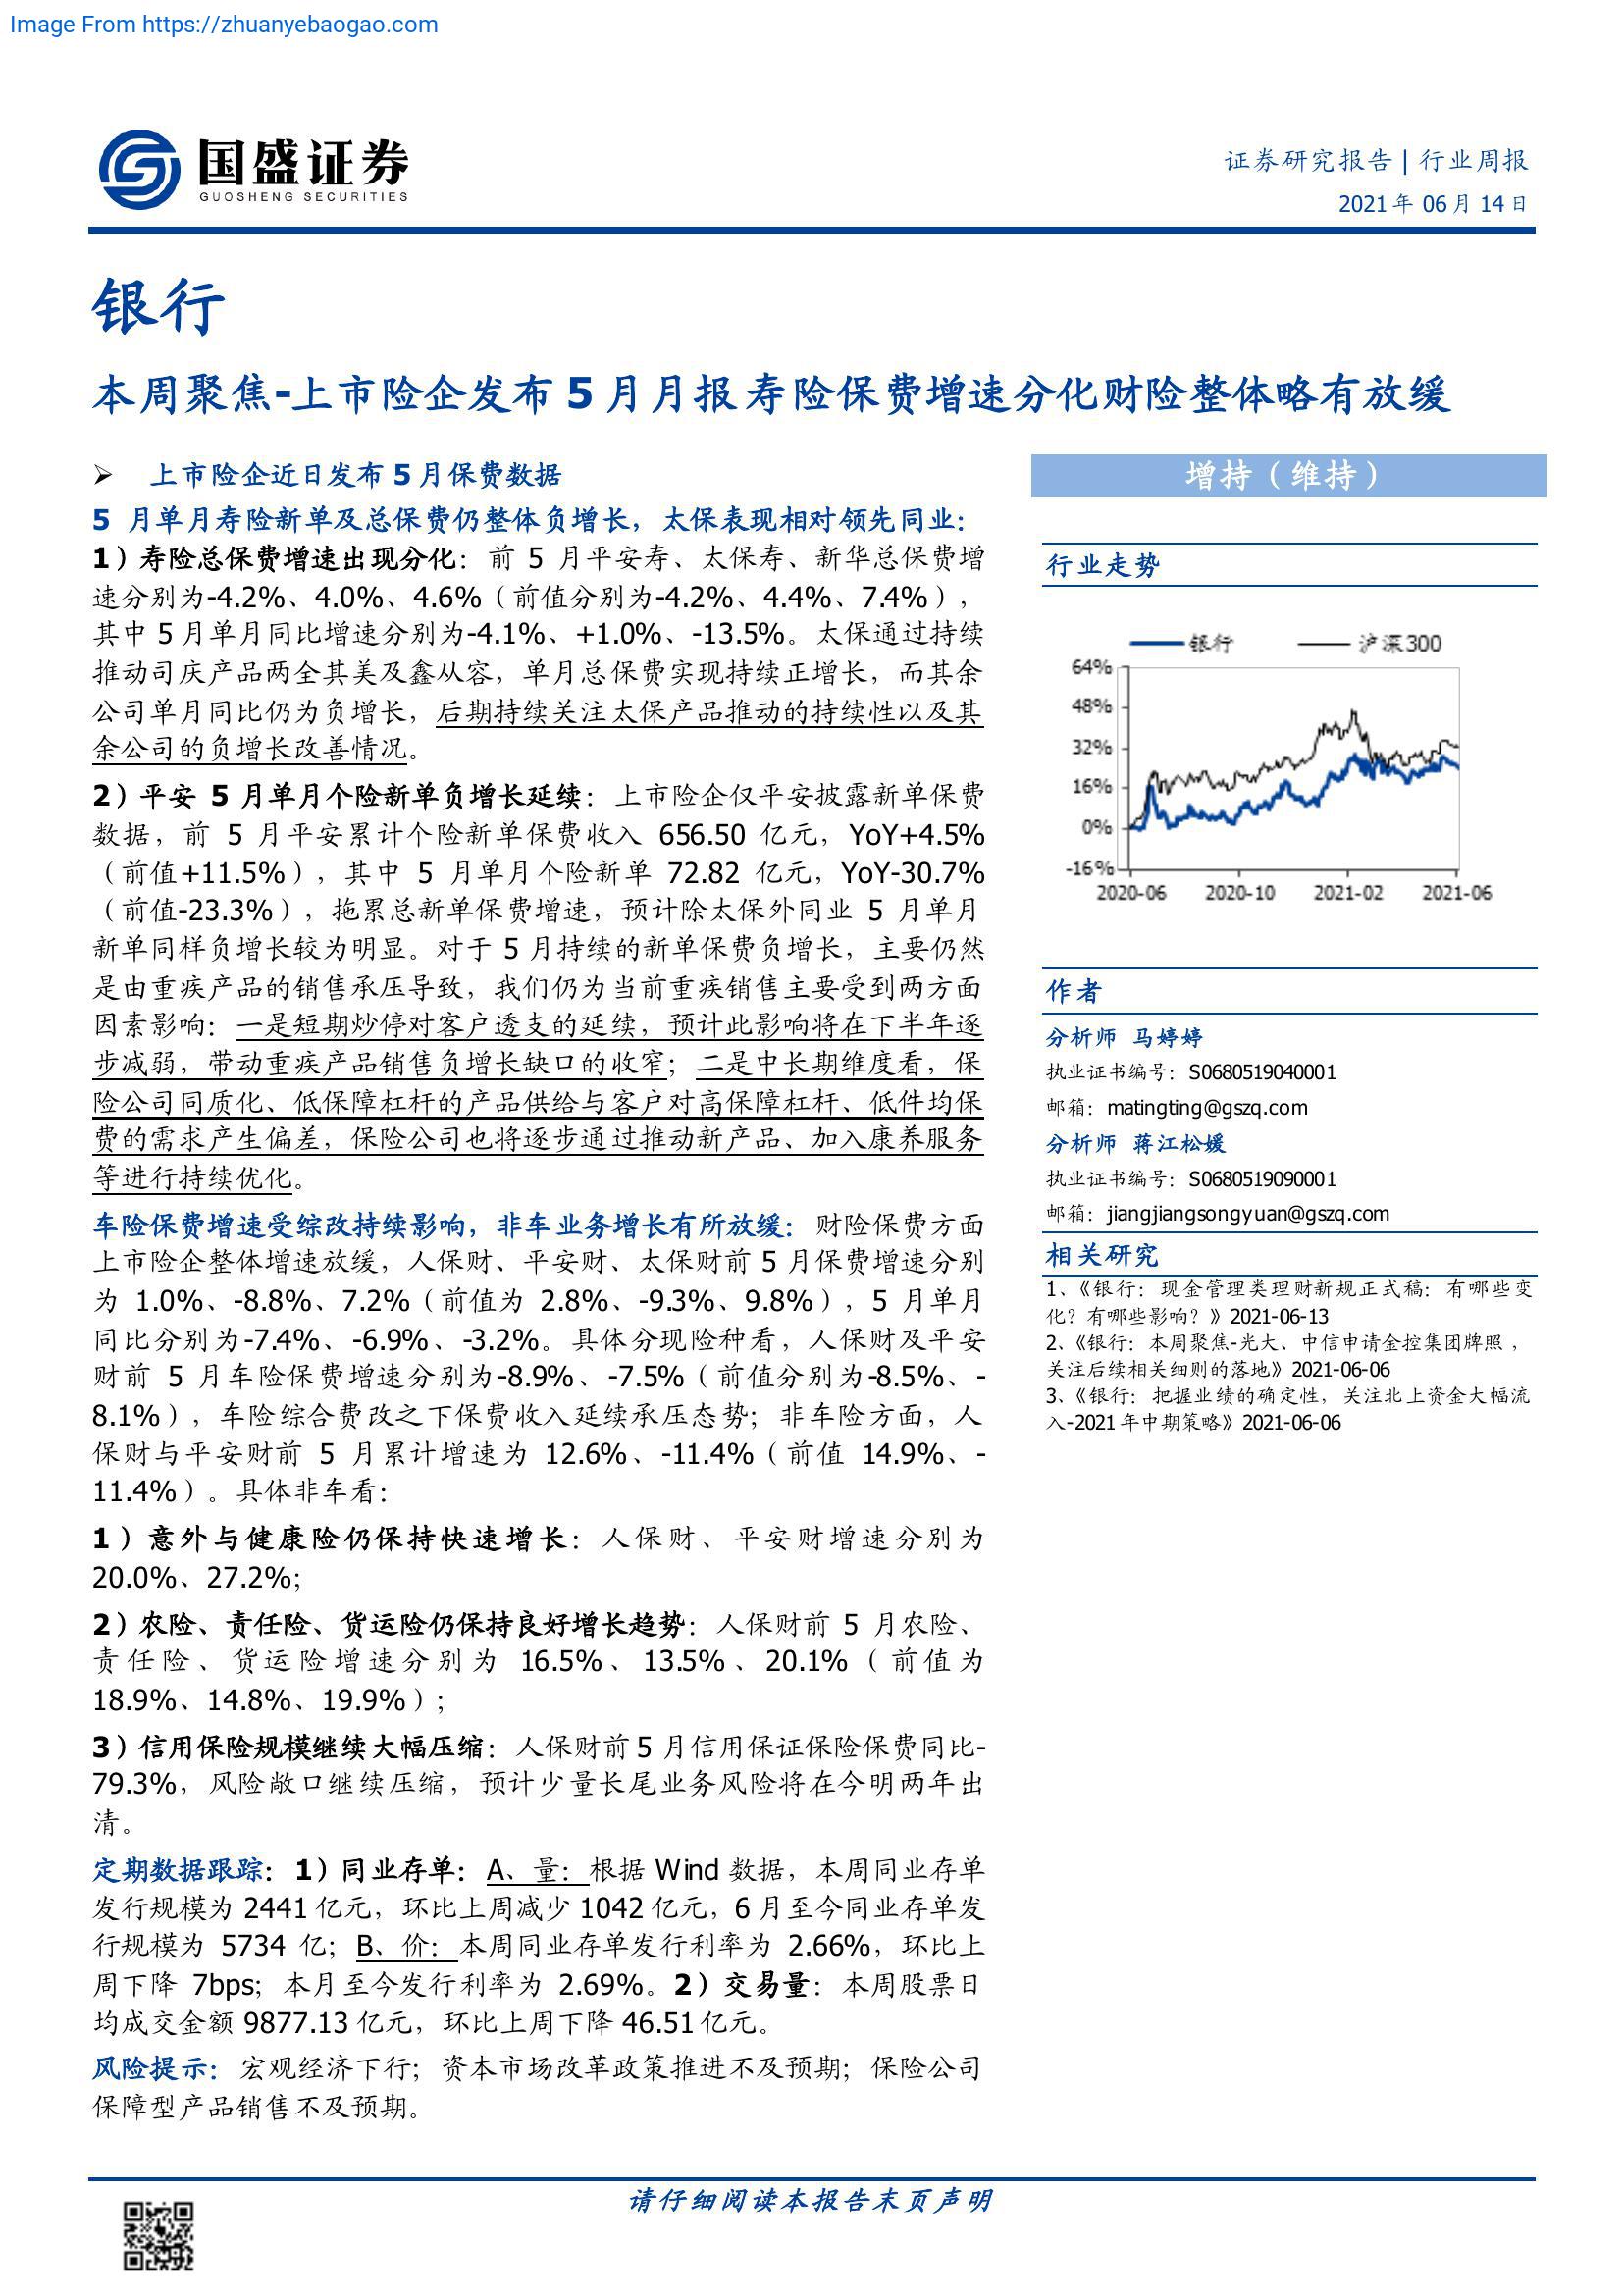 Image From https://zhuanyebaogao.com
国盛证券
GUOSHENG SECURITIES
证券研究报告 | 行业周报
2021年 06月 14日
银行
本周聚焦-上市险企发布 5 月月报寿险保费增速分化财险整体略有放缓
➢ 上市险企近日发布 5 月保费数据
5 月单月寿险新单及总保费仍整体负增长，太保表现相对领先同业：
1）寿险总保费增速出现分化：前 5 月平安寿、太保寿、新华总保费增
速分别为-4.2%、4.0%、4.6%（前值分别为-4.2%、4.4%、7.4%），
其中 5 月单月同比增速分别为-4.1%、+1.0%、-13.5%。太保通过持续
推动司庆产品两全其美及鑫从容，单月总保费实现持续正增长，而其余
公司单月同比仍为负增长，后期持续关注太保产品推动的持续性以及其
余公司的负增长改善情况。
2）平安 5 月单月个险新单负增长延续：上市险企仅平安披露新单保费
数据，前 5 月平安累计个险新单保费收入 656.50 亿元，YoY+4.5%
（前值+11.5%），其中 5 月单月个险新单 72.82 亿元，YoY-30.7%
（前值-23.3%），拖累总新单保费增速，预计除太保外同业 5 月单月
新单同样负增长较为明显。对于 5 月持续的新单保费负增长，主要仍然
是由重疾产品的销售承压导致，我们仍为当前重疾销售主要受到两方面
因素影响：一是短期炒停对客户透支的延续，预计此影响将在下半年逐
步减弱，带动重疾产品销售负增长缺口的收窄；二是中长期维度看，保
险公司同质化、低保障杠杆的产品供给与客户对高保障杠杆、低件均保
费的需求产生偏差，保险公司也将逐步通过推动新产品、加入康养服务
等进行持续优化。
车险保费增速受综改持续影响，非车业务增长有所放缓：财险保费方面
上市险企整体增速放缓，人保财、平安财、太保财前 5 月保费增速分别
为 1.0%、-8.8%、7.2%（前值为 2.8%、-9.3%、9.8%），5 月单月
同比分别为-7.4%、-6.9%、-3.2%。具体分现险种看，人保财及平安
财前 5 月车险保费增速分别为-8.9%、-7.5%（前值分别为-8.5%、-
8.1%），车险综合费改之下保费收入延续承压态势；非车险方面，人
保财与平安财前 5 月累计增速为 12.6%、-11.4%（前值 14.9%、-
11.4%）。具体非车看：
1）意外与健康险仍保持快速增长：人保财、平安财增速分别为
20.0%、27.2%；
2）农险、责任险、货运险仍保持良好增长趋势：人保财前 5 月农险、
责任险、货运险增速分别为 16.5%、13.5%、20.1%（前值为
18.9%、14.8%、19.9%）；
3）信用保险规模继续大幅压缩：人保财前 5 月信用保证保险保费同比-
79.3%，风险敞口继续压缩，预计少量长尾业务风险将在今明两年出
清。
定期数据跟踪：1）同业存单：A、量：根据 Wind 数据，本周同业存单
发行规模为 2441 亿元，环比上周减少 1042 亿元，6 月至今同业存单发
行规模为 5734 亿；B、价：本周同业存单发行利率为 2.66%，环比上
周下降 7bps；本月至今发行利率为 2.69%。2）交易量：本周股票日
均成交金额 9877.13 亿元，环比上周下降 46.51 亿元。
风险提示：宏观经济下行；资本市场改革政策推进不及预期；保险公司
保障型产品销售不及预期。
增持（维持）
行业走势
银行 沪深300
64%
48%
32%
16%
0%
-16%
2020-06 2020-10 2021-02 2021-06
作者
分析师 马婷婷
执业证书编号：S0680519040001
邮箱：matingting@gszq.com
分析师 蒋江松媛
执业证书编号：S0680519090001
邮箱：jiangjiangsongyuan@gszq.com
相关研究
1、《银行：现金管理类理财新规正式稿：有哪些变
化？有哪些影响？》2021-06-13
2、《银行：本周聚焦-光大、中信申请金控集团牌照，
关注后续相关细则的落地》2021-06-06
3、《银行：把握业绩的确定性，关注北上资金大幅流
入-2021 年中期策略》2021-06-06
请仔细阅读本报告末页声明